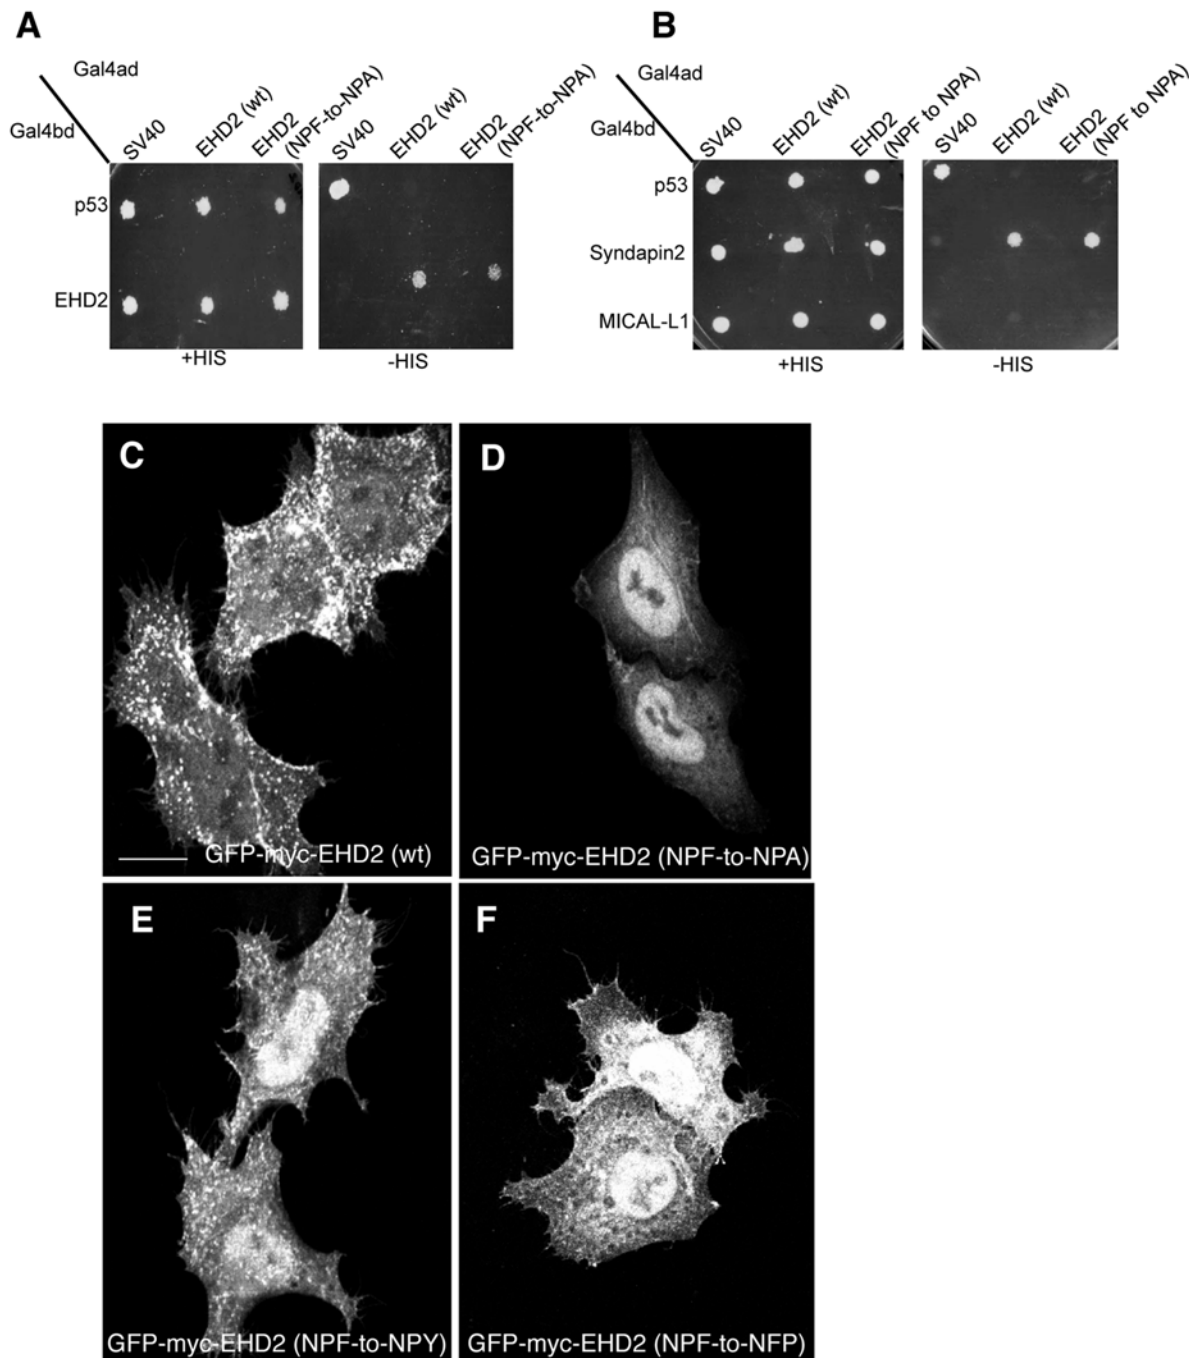 A
Gal4ad
Gal4bd
SV40
EHD2 (wt)
EHD2
(NPF-to-NPA)
SV40
EHD2 (wt)
EHD2
(NPF-to-NPA)
p53
EHD2
+HIS
-HIS
B
Gal4ad
Gal4bd
SV40
EHD2 (wt)
EHD2
(NPF to NPA)
SV40
EHD2 (wt)
EHD2
(NPF to NPA)
p53
Syndapin2
MICAL-L1
+HIS
-HIS
C
GFP-myc-EHD2 (wt)
D
GFP-myc-EHD2 (NPF-to-NPA)
E
GFP-myc-EHD2 (NPF-to-NPY)
F
GFP-myc-EHD2 (NPF-to-NFP)